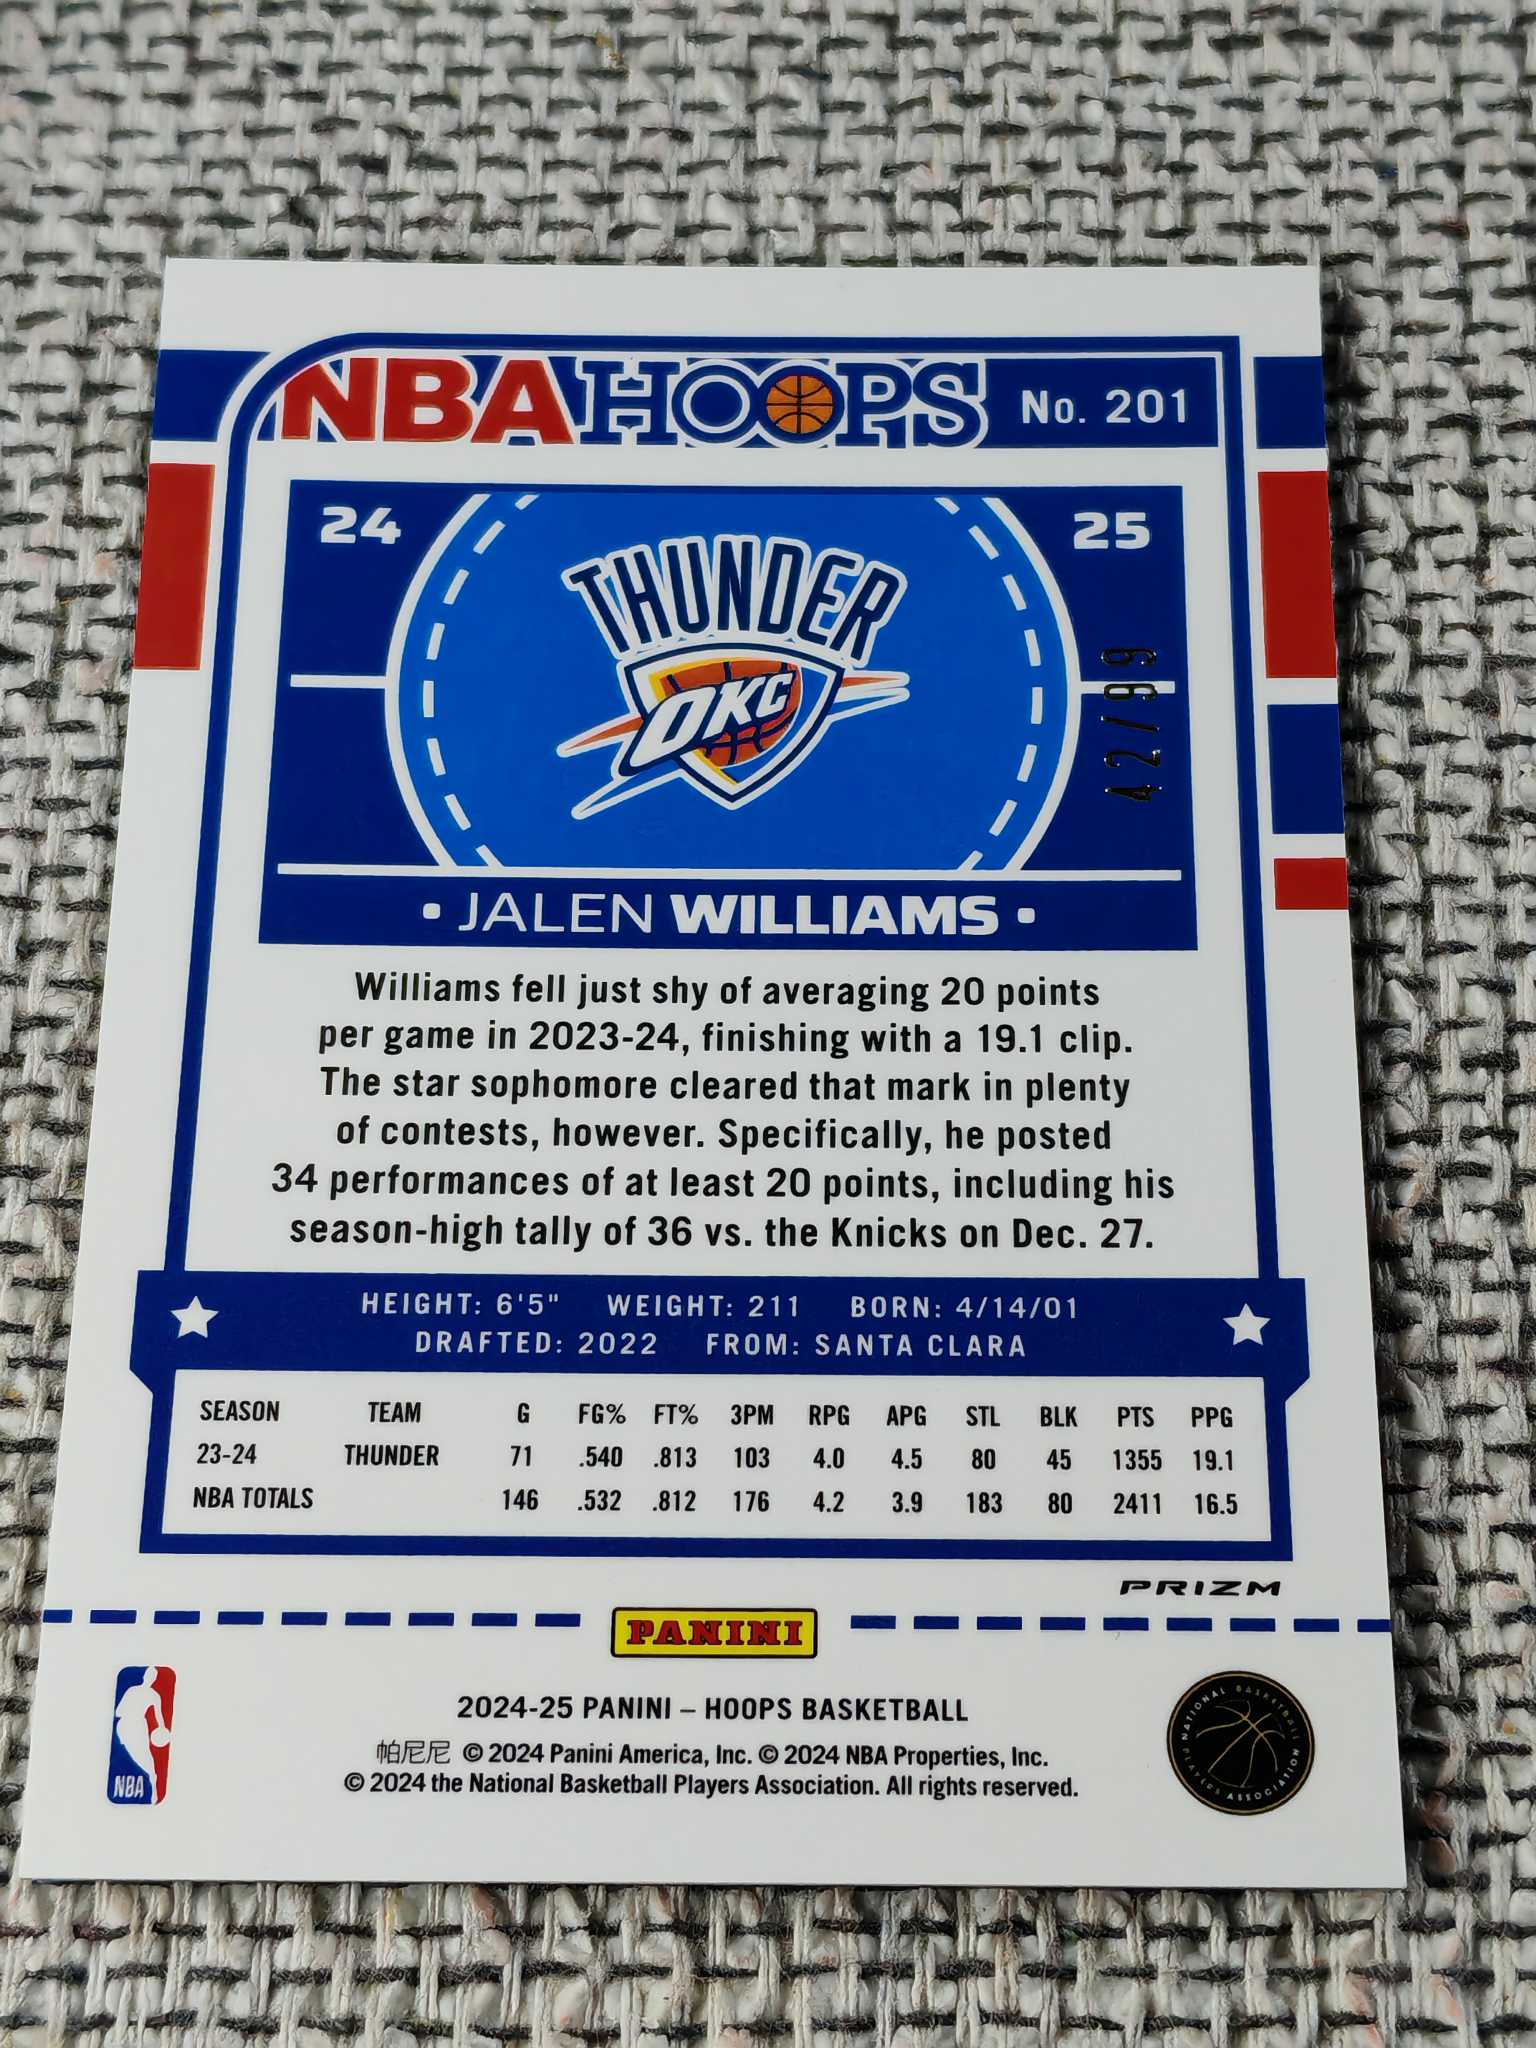 NBA HOOPS No. 201
24 25
THUNDER
OKC
42/99
• JALEN WILLIAMS •
Williams fell just shy of averaging 20 points
per game in 2023-24, finishing with a 19.1 clip.
The star sophomore cleared that mark in plenty
of contests, however. Specifically, he posted
34 performances of at least 20 points, including his
season-high tally of 36 vs. the Knicks on Dec. 27.
HEIGHT: 6'5" WEIGHT: 211 BORN: 4/14/01
DRAFTED: 2022 FROM: SANTA CLARA
SEASON TEAM G FG% FT% 3PM RPG APG STL BLK PTS PPG
23-24 THUNDER 71 .540 .813 103 4.0 4.5 80 45 1355 19.1
NBA TOTALS 146 .532 .812 176 4.2 3.9 183 80 2411 16.5
PRIZM
PANINI
2024-25 PANINI – HOOPS BASKETBALL
帕尼尼 © 2024 Panini America, Inc. © 2024 NBA Properties, Inc.
© 2024 the National Basketball Players Association. All rights reserved.
NBA
NATIONAL BASKETBALL PLAYERS ASSOCIATION